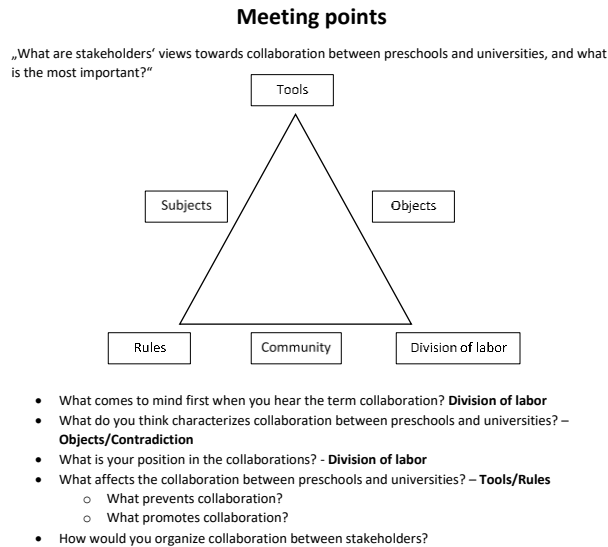 Meeting points
„What are stakeholders‘ views towards collaboration between preschools and universities, and what
is the most important?“
Tools
Subjects
Objects
Rules
Community
Division of labor
• What comes to mind first when you hear the term collaboration? Division of labor
• What do you think characterizes collaboration between preschools and universities? –
Objects/Contradiction
• What is your position in the collaborations? - Division of labor
• What affects the collaboration between preschools and universities? – Tools/Rules
o What prevents collaboration?
o What promotes collaboration?
• How would you organize collaboration between stakeholders?